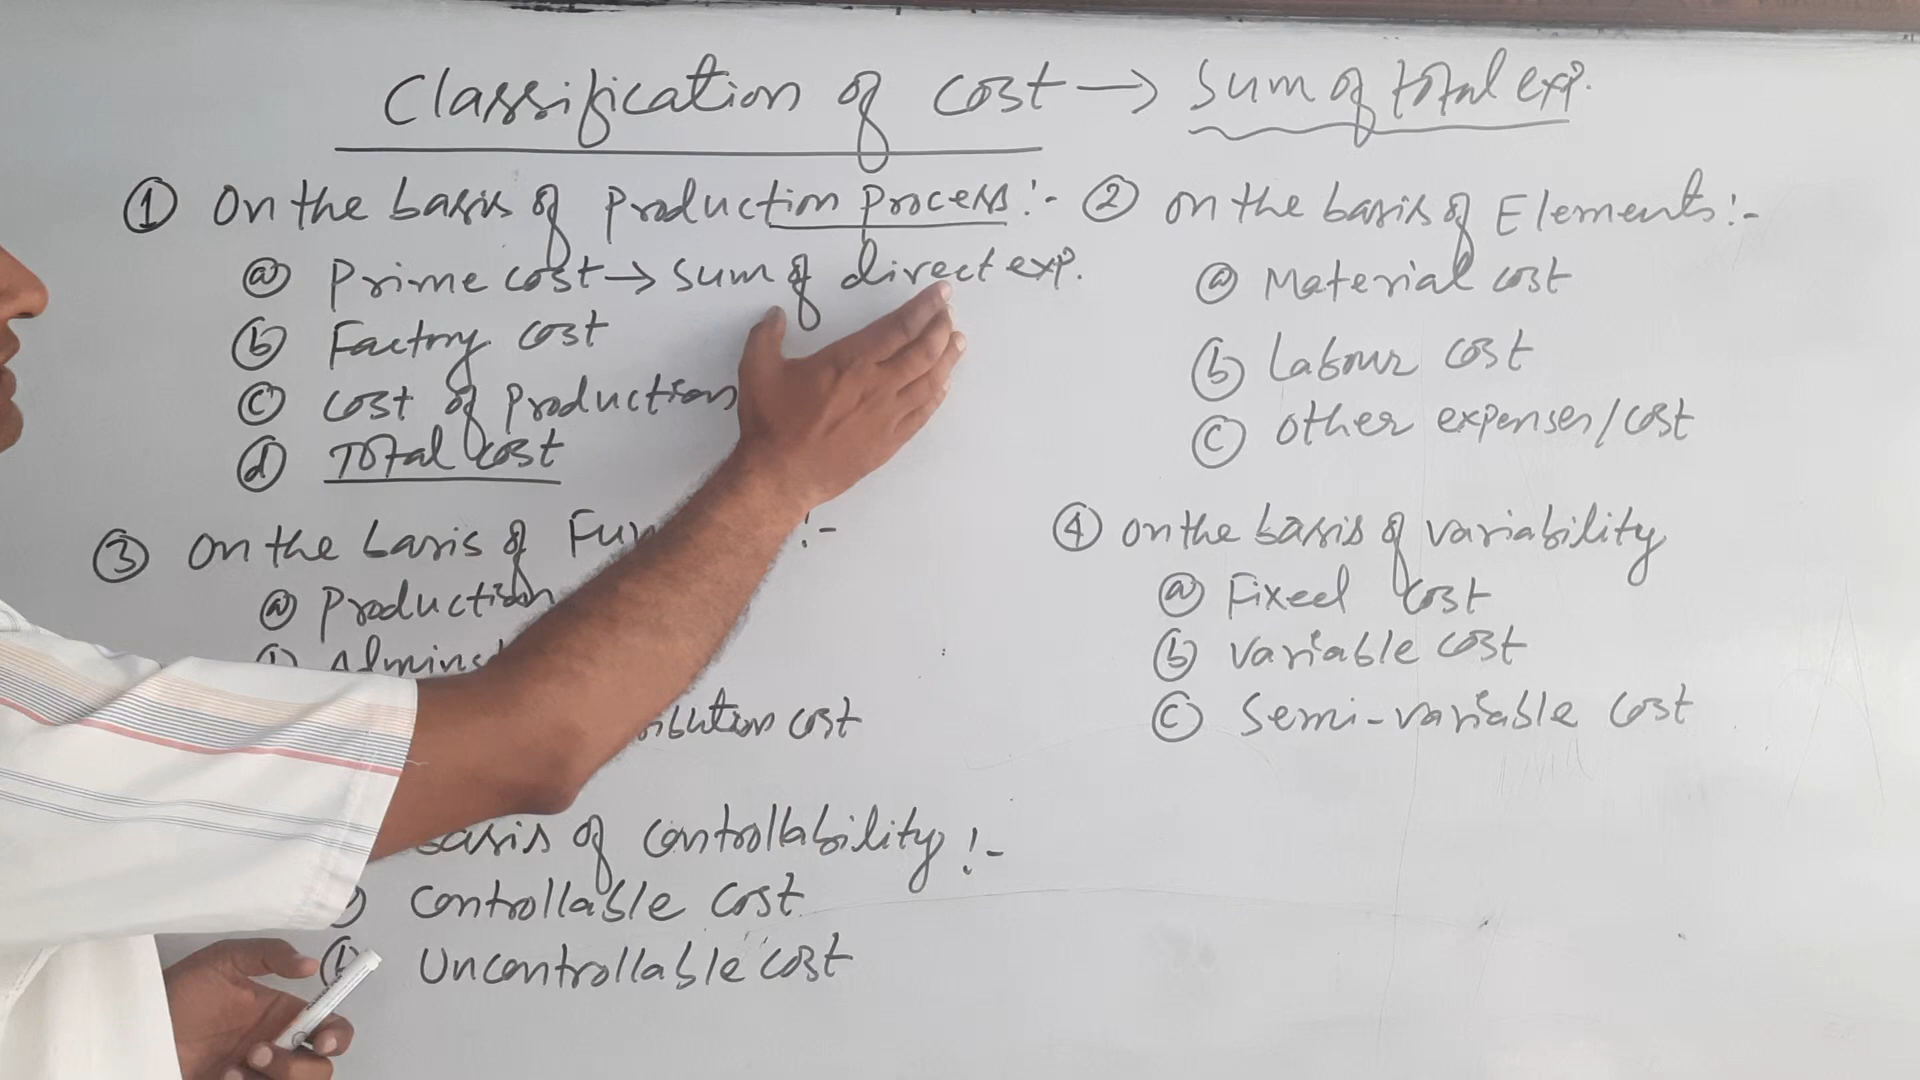 Classification of cost → Sum of total exp.
① On the basis of production process :-
ⓐ Prime cost → sum of direct exp.
ⓑ Factory cost
ⓒ cost of production
ⓓ Total cost
② on the basis of Elements :-
ⓐ Material cost
ⓑ Labour cost
ⓒ other expenses/cost
③ on the basis of :-
ⓐ production
cost
④ on the basis of variability
ⓐ Fixed cost
ⓑ variable cost
ⓒ Semi-variable cost
basis of controllability :-
controllable cost
ⓑ Uncontrollable cost